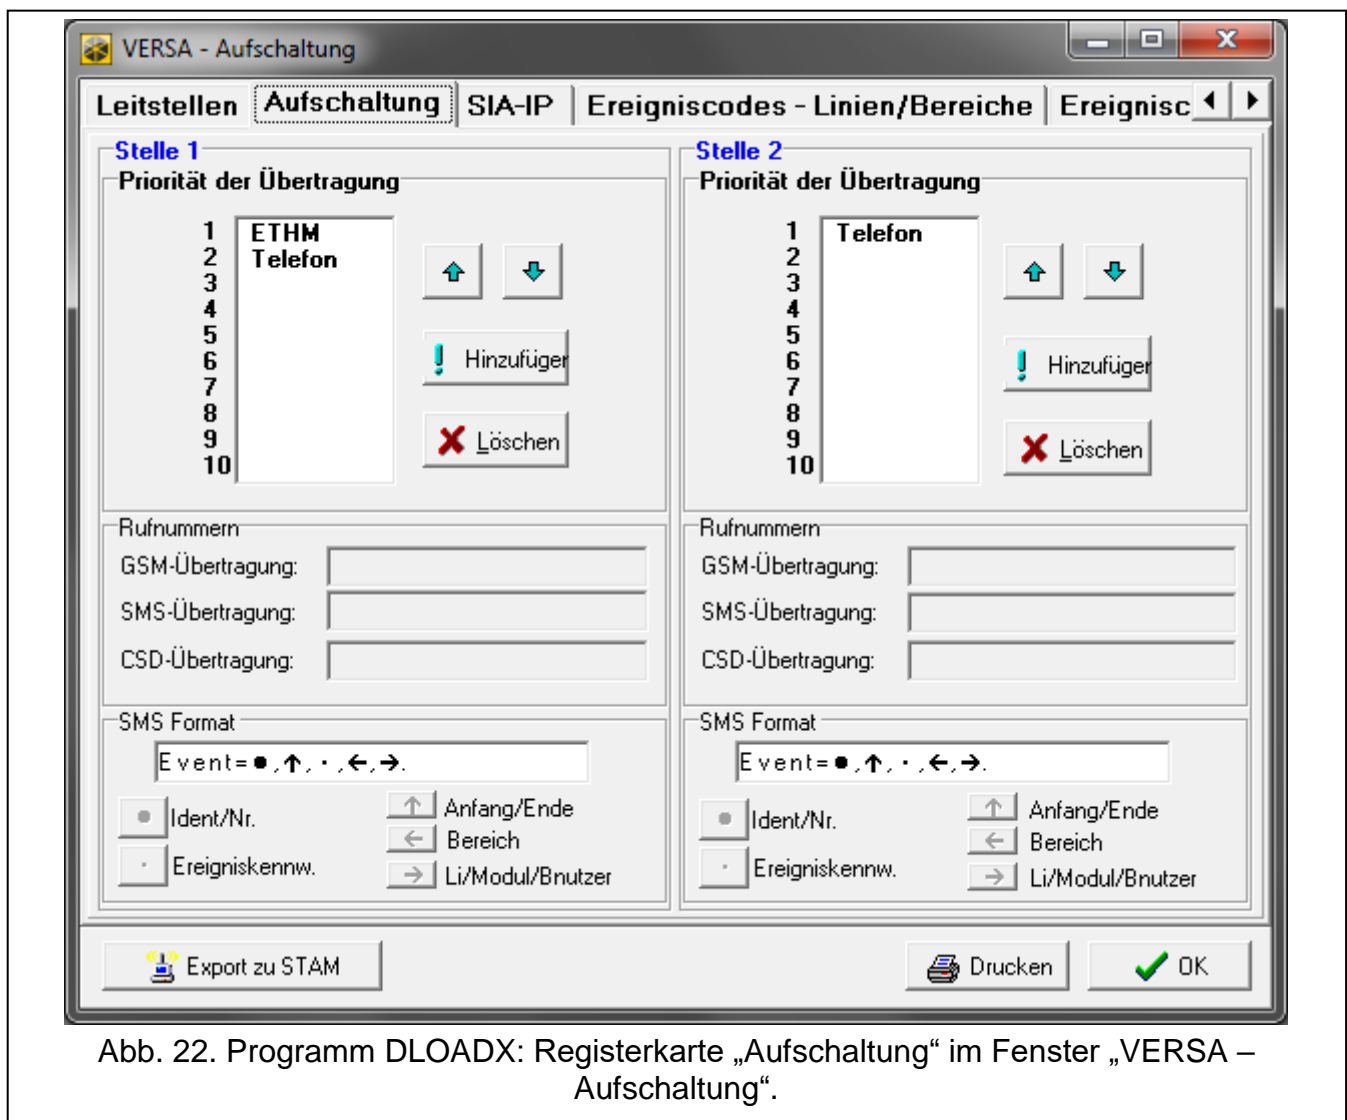 VERSA - Aufschaltung
Leitstellen Aufschaltung SIA-IP Ereigniscodes - Linien/Bereiche Ereignisc
Stelle 1
Priorität der Übertragung
1 ETHM
2 Telefon
3
4
5
6
7
8
9
10
Hinzufüger
Löschen
Rufnummern
GSM-Übertragung:
SMS-Übertragung:
CSD-Übertragung:
SMS Format
Event=●,↑,·,←,→.
Ident/Nr.
↑ Anfang/Ende
← Bereich
· Ereigniskennw.
→ Li/Modul/Bnutzer
Stelle 2
Priorität der Übertragung
1 Telefon
2
3
4
5
6
7
8
9
10
Hinzufüger
Löschen
Rufnummern
GSM-Übertragung:
SMS-Übertragung:
CSD-Übertragung:
SMS Format
Event=●,↑,·,←,→.
Ident/Nr.
↑ Anfang/Ende
← Bereich
· Ereigniskennw.
→ Li/Modul/Bnutzer
Export zu STAM
Drucken
OK
Abb. 22. Programm DLOADX: Registerkarte „Aufschaltung“ im Fenster „VERSA –
Aufschaltung“.